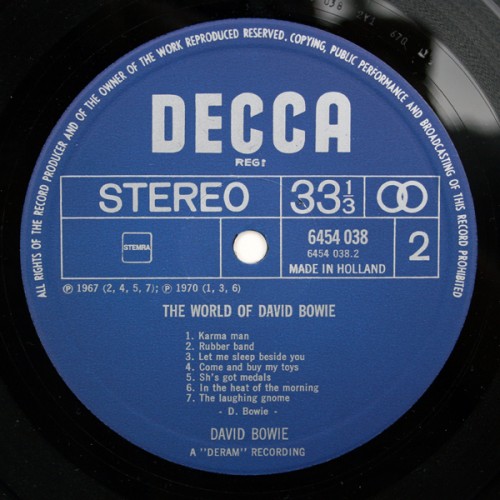 ALL RIGHTS OF THE RECORD PRODUCER AND OF THE OWNER OF THE WORK REPRODUCED RESERVED. COPYING, PUBLIC PERFORMANCE AND BROADCASTING OF THIS RECORD PROHIBITED
DECCA
REGD
STEREO 33 1/3
STEMRA
6454 038
6454 038.2
MADE IN HOLLAND
2
℗ 1967 (2, 4, 5, 7); ℗ 1970 (1, 3, 6)
THE WORLD OF DAVID BOWIE
1. Karma man
2. Rubber band
3. Let me sleep beside you
4. Come and buy my toys
5. Sh's got medals
6. In the heat of the morning
7. The laughing gnome
- D. Bowie -
DAVID BOWIE
A "DERAM" RECORDING